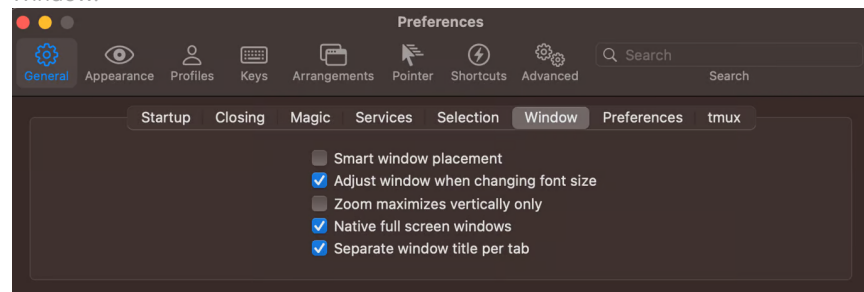 Preferences
General Appearance Profiles Keys Arrangements Pointer Shortcuts Advanced Search
Search
Startup Closing Magic Services Selection Window Preferences tmux
Smart window placement
Adjust window when changing font size
Zoom maximizes vertically only
Native full screen windows
Separate window title per tab